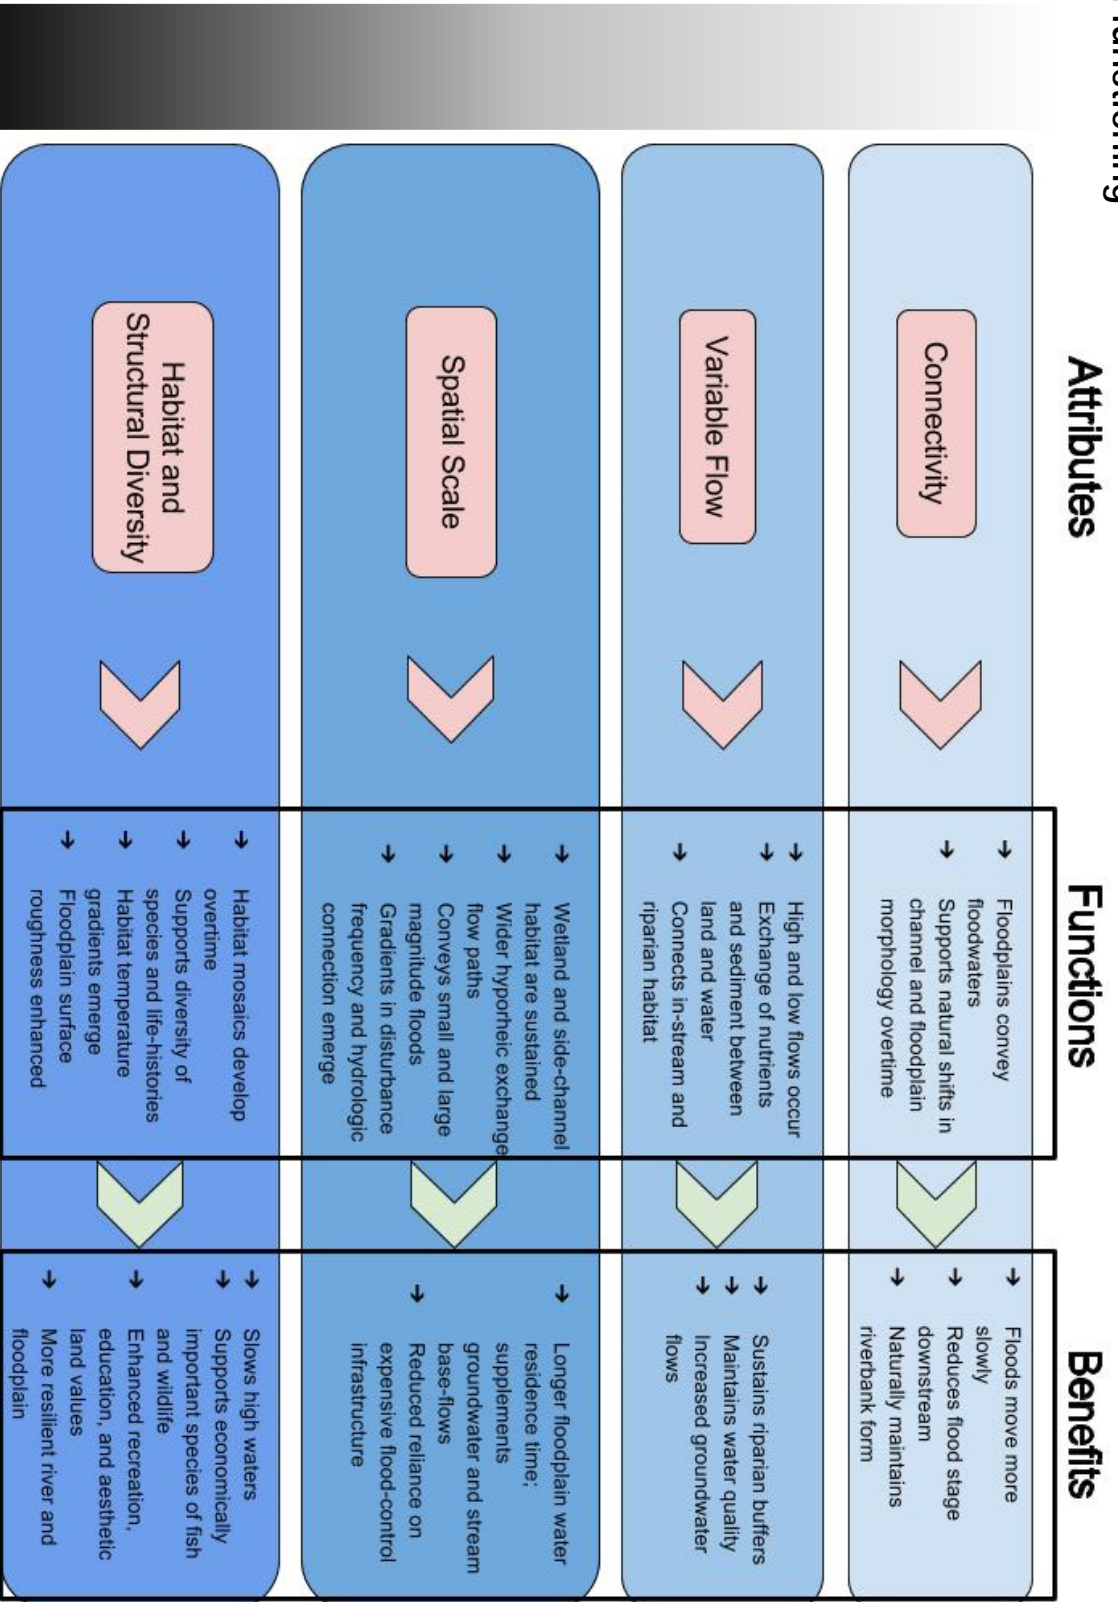 Functioning
Attributes
Functions
Benefits
Connectivity
➔ Floodplains convey
floodwaters
➔ Supports natural shifts in
channel and floodplain
morphology overtime
➔ Floods move more
slowly
➔ Reduces flood stage
downstream
➔ Naturally maintains
riverbank form
Variable Flow
➔ High and low flows occur
➔ Exchange of nutrients
and sediment between
land and water
➔ Connects in-stream and
riparian habitat
➔ Sustains riparian buffers
➔ Maintains water quality
➔ Increased groundwater
flows
Spatial Scale
➔ Wetland and side-channel
habitat are sustained
➔ Wider hyporheic exchange
flow paths
➔ Conveys small and large
magnitude floods
➔ Gradients in disturbance
frequency and hydrologic
connection emerge
➔ Longer floodplain water
residence time;
supplements
groundwater and stream
base-flows
➔ Reduced reliance on
expensive flood-control
infrastructure
Habitat and
Structural Diversity
➔ Habitat mosaics develop
overtime
➔ Supports diversity of
species and life-histories
➔ Habitat temperature
gradients emerge
➔ Floodplain surface
roughness enhanced
➔ Slows high waters
➔ Supports economically
important species of fish
and wildlife
➔ Enhanced recreation,
education, and aesthetic
land values
➔ More resilient river and
floodplain